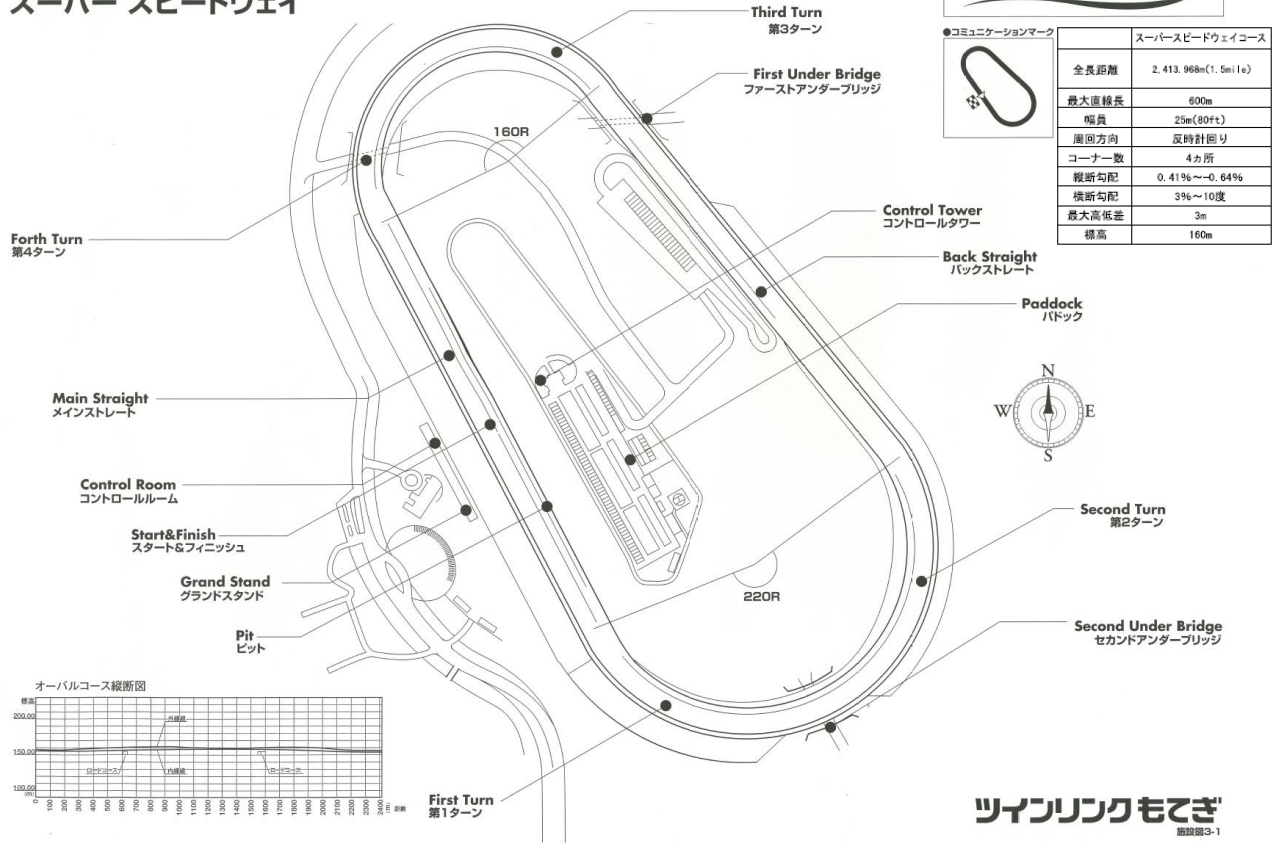 スーパー スピードウェイ
Third Turn
第3ターン
First Under Bridge
ファーストアンダーブリッジ
●コミュニケーションマーク
スーパースピードウェイコース
全長距離 2,413.968m(1.5mile)
最大直線長 600m
幅員 25m(80ft)
周回方向 反時計回り
コーナー数 4カ所
縦断勾配 0.41%〜-0.64%
横断勾配 3%〜10度
最大高低差 3m
標高 160m
160R
Control Tower
コントロールタワー
Forth Turn
第4ターン
Back Straight
バックストレート
Paddock
パドック
N
W E
S
Main Straight
メインストレート
Control Room
コントロールルーム
Start&Finish
スタート&フィニッシュ
Second Turn
第2ターン
Grand Stand
グランドスタンド
220R
Second Under Bridge
セカンドアンダーブリッジ
Pit
ピット
オーバルコース縦断図
標高
200.00
外縁線
150.00
ロードコース 内縁線 ロードコース
100.00
(m)
0 100 200 300 400 500 600 700 800 900 1000 1100 1200 1300 1400 1500 1600 1700 1800 1900 2000 2100 2200 2300 2400 (m) 距離
First Turn
第1ターン
ツインリンクもてぎ
施設図3-1